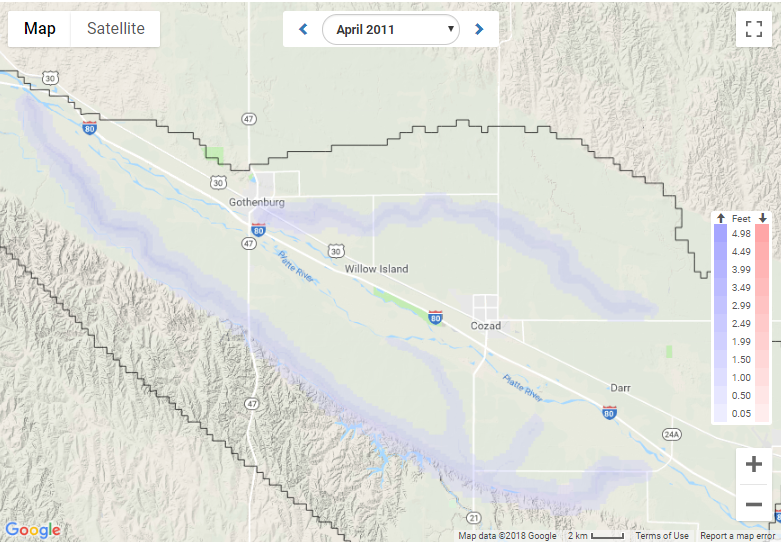 Map Satellite
April 2011
30
47
80
30
Gothenburg
80
47
30
Platte River
Willow Island
80
Cozad
Platte River
Darr
80
47
24A
21
Feet
4.98
4.49
3.99
3.49
2.99
2.49
1.99
1.50
1.00
0.50
0.05
+
−
Google
Map data ©2018 Google 2 km Terms of Use Report a map error